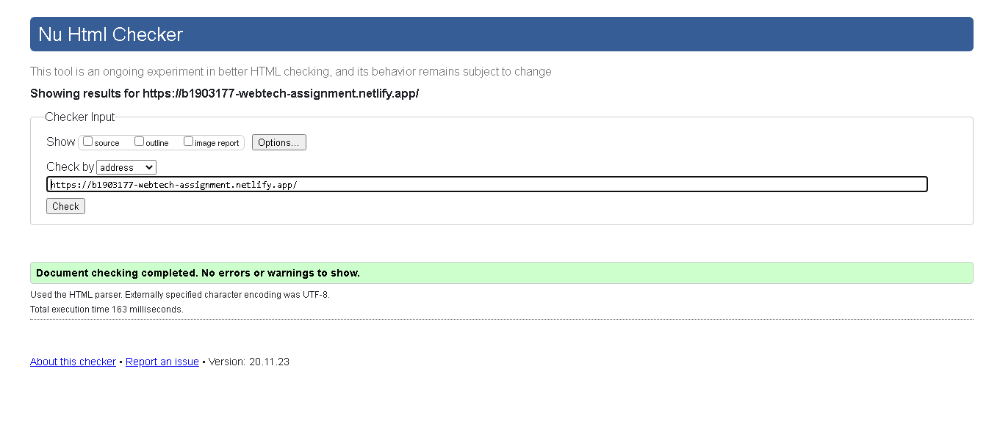 Nu Html Checker
This tool is an ongoing experiment in better HTML checking, and its behavior remains subject to change
Showing results for https://b1903177-webtech-assignment.netlify.app/
Checker Input
Show source outline image report Options...
Check by address
https://b1903177-webtech-assignment.netlify.app/
Check
Document checking completed. No errors or warnings to show.
Used the HTML parser. Externally specified character encoding was UTF-8.
Total execution time 163 milliseconds.
About this checker • Report an issue • Version: 20.11.23